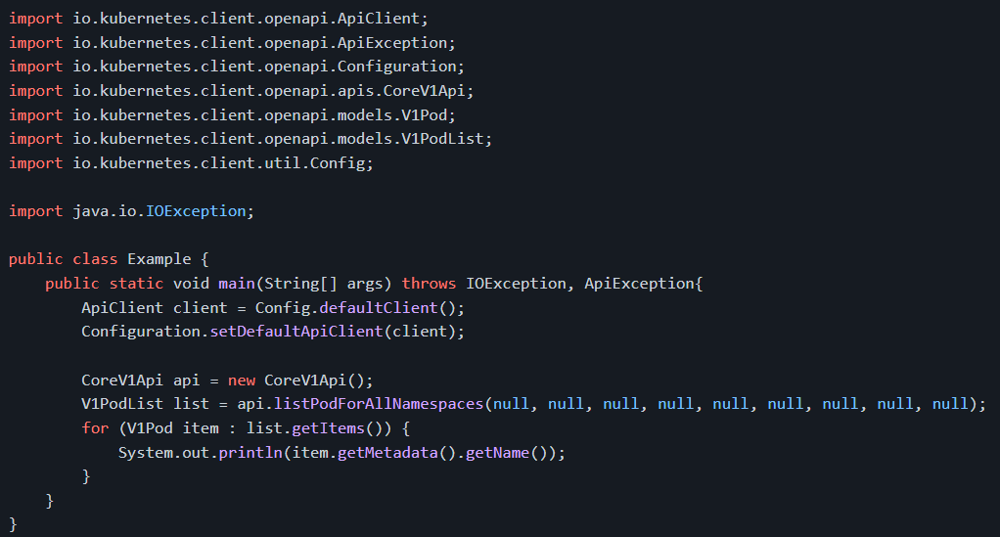 import io.kubernetes.client.openapi.ApiClient;
import io.kubernetes.client.openapi.ApiException;
import io.kubernetes.client.openapi.Configuration;
import io.kubernetes.client.openapi.apis.CoreV1Api;
import io.kubernetes.client.openapi.models.V1Pod;
import io.kubernetes.client.openapi.models.V1PodList;
import io.kubernetes.client.util.Config;

import java.io.IOException;

public class Example {
    public static void main(String[] args) throws IOException, ApiException{
        ApiClient client = Config.defaultClient();
        Configuration.setDefaultApiClient(client);

        CoreV1Api api = new CoreV1Api();
        V1PodList list = api.listPodForAllNamespaces(null, null, null, null, null, null, null, null, null);
        for (V1Pod item : list.getItems()) {
            System.out.println(item.getMetadata().getName());
        }
    }
}